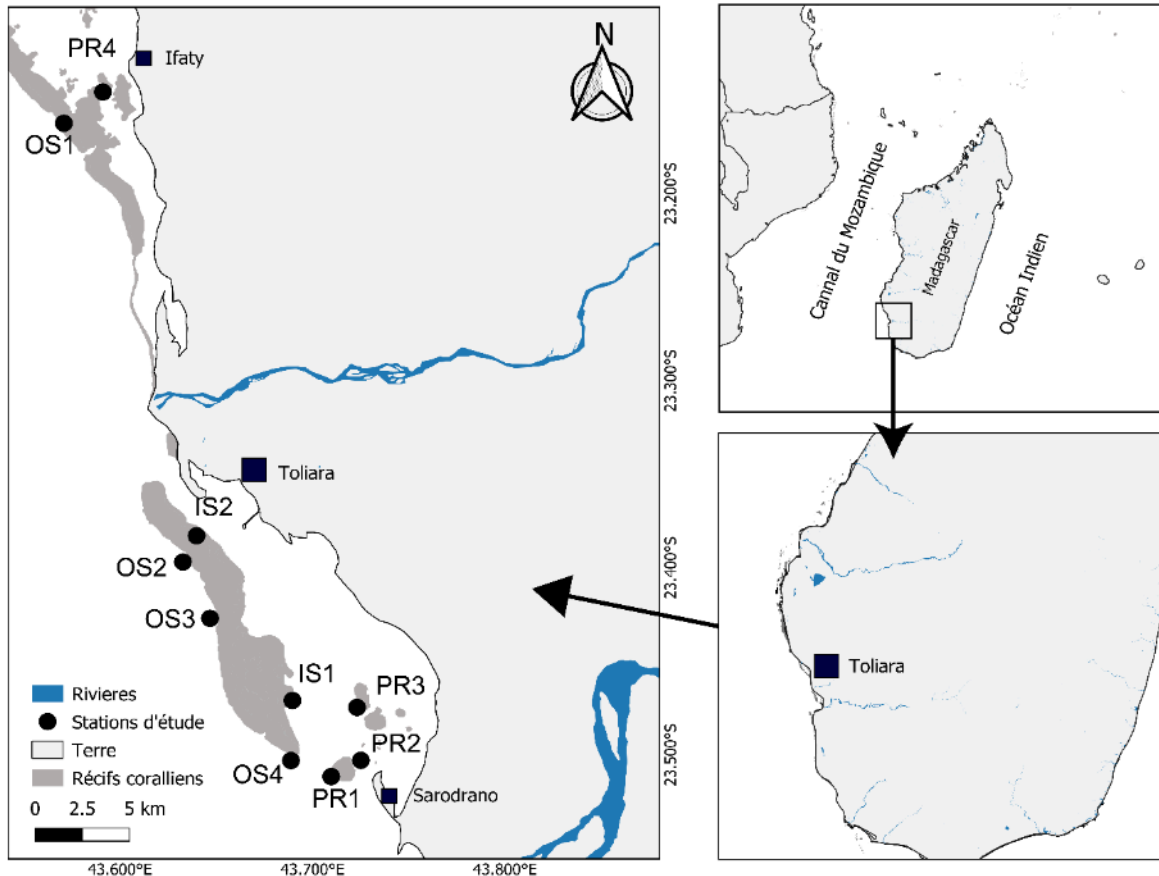 PR4
Ifaty
OS1
N
23.200°S
23.300°S
Toliara
IS2
OS2
23.400°S
OS3
IS1
PR3
PR2
OS4
PR1
Sarodrano
23.500°S
Rivieres
Stations d'étude
Terre
Récifs coralliens
0 2.5 5 km
43.600°E 43.700°E 43.800°E
Cannal du Mozambique
Madagascar
Océan Indien
Toliara